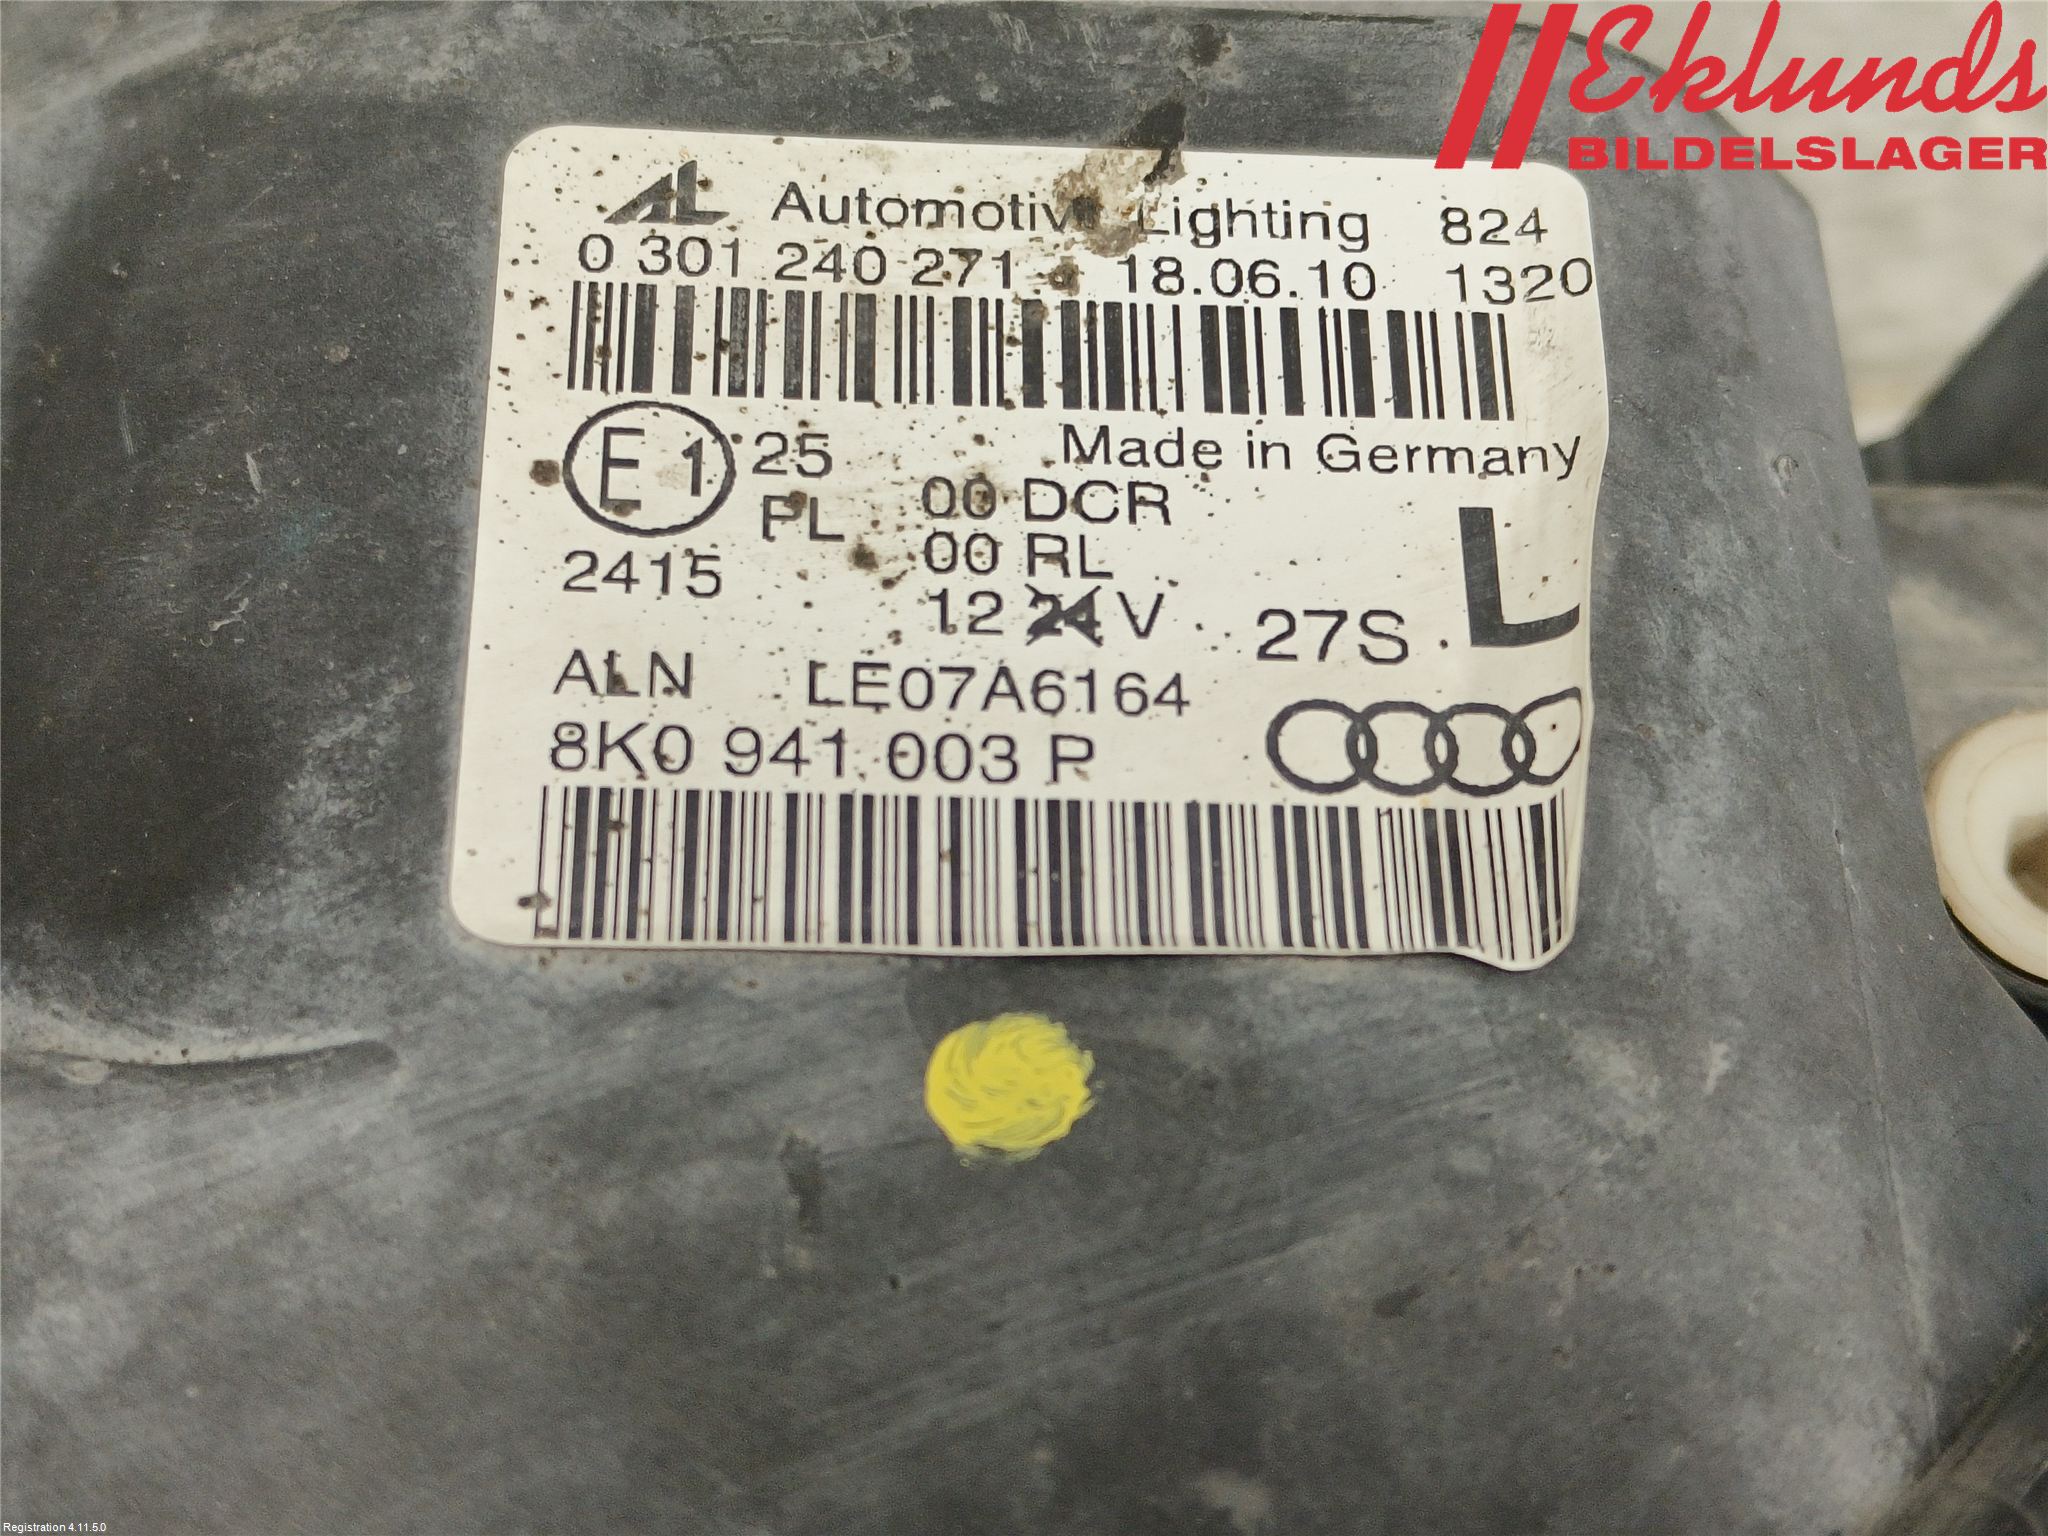 Eklunds
BILDELSLAGER
AL Automotive Lighting 824
0 301 240 271 18.06.10 1320
Made in Germany
E1 25 00 DCR
PL 00 RL
2415 12 24 V 27S L
ALN LE07A6164
8K0 941 003 P
Registration 4.11.5.0